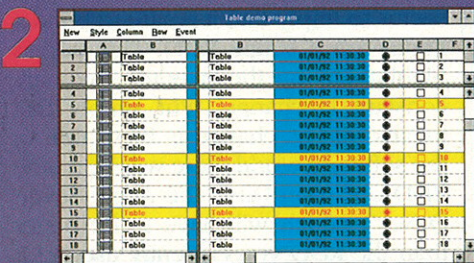 2
Table demo program
New Style Column Row Event
A B B C D E F
1 Table Table 01/01/92 11:30:30 1
2 Table Table 01/01/92 11:30:30 2
3 Table Table 01/01/92 11:30:30 3
4 Table Table 01/01/92 11:30:30 4
5 Table Table 01/01/92 11:30:30 5
6 Table Table 01/01/92 11:30:30 6
7 Table Table 01/01/92 11:30:30 7
8 Table Table 01/01/92 11:30:30 8
9 Table Table 01/01/92 11:30:30 9
10 Table Table 01/01/92 11:30:30 10
11 Table Table 01/01/92 11:30:30 11
12 Table Table 01/01/92 11:30:30 12
13 Table Table 01/01/92 11:30:30 13
14 Table Table 01/01/92 11:30:30 14
15 Table Table 01/01/92 11:30:30 15
16 Table Table 01/01/92 11:30:30 16
17 Table Table 01/01/92 11:30:30 17
18 Table Table 01/01/92 11:30:30 18